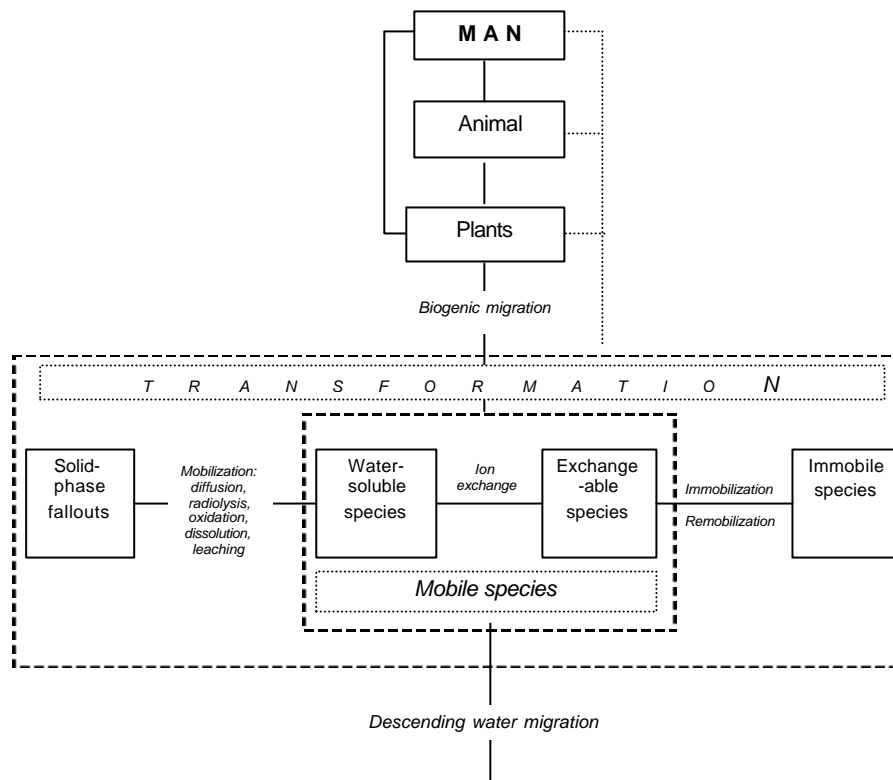 MAN
Animal
Plants
Biogenic migration
TRANSFORMATION
Solid-
phase
fallouts
Mobilization:
diffusion,
radiolysis,
oxidation,
dissolution,
leaching
Water-
soluble
species
Ion
exchange
Exchange
-able
species
Immobilization
Remobilization
Immobile
species
Mobile species
Descending water migration